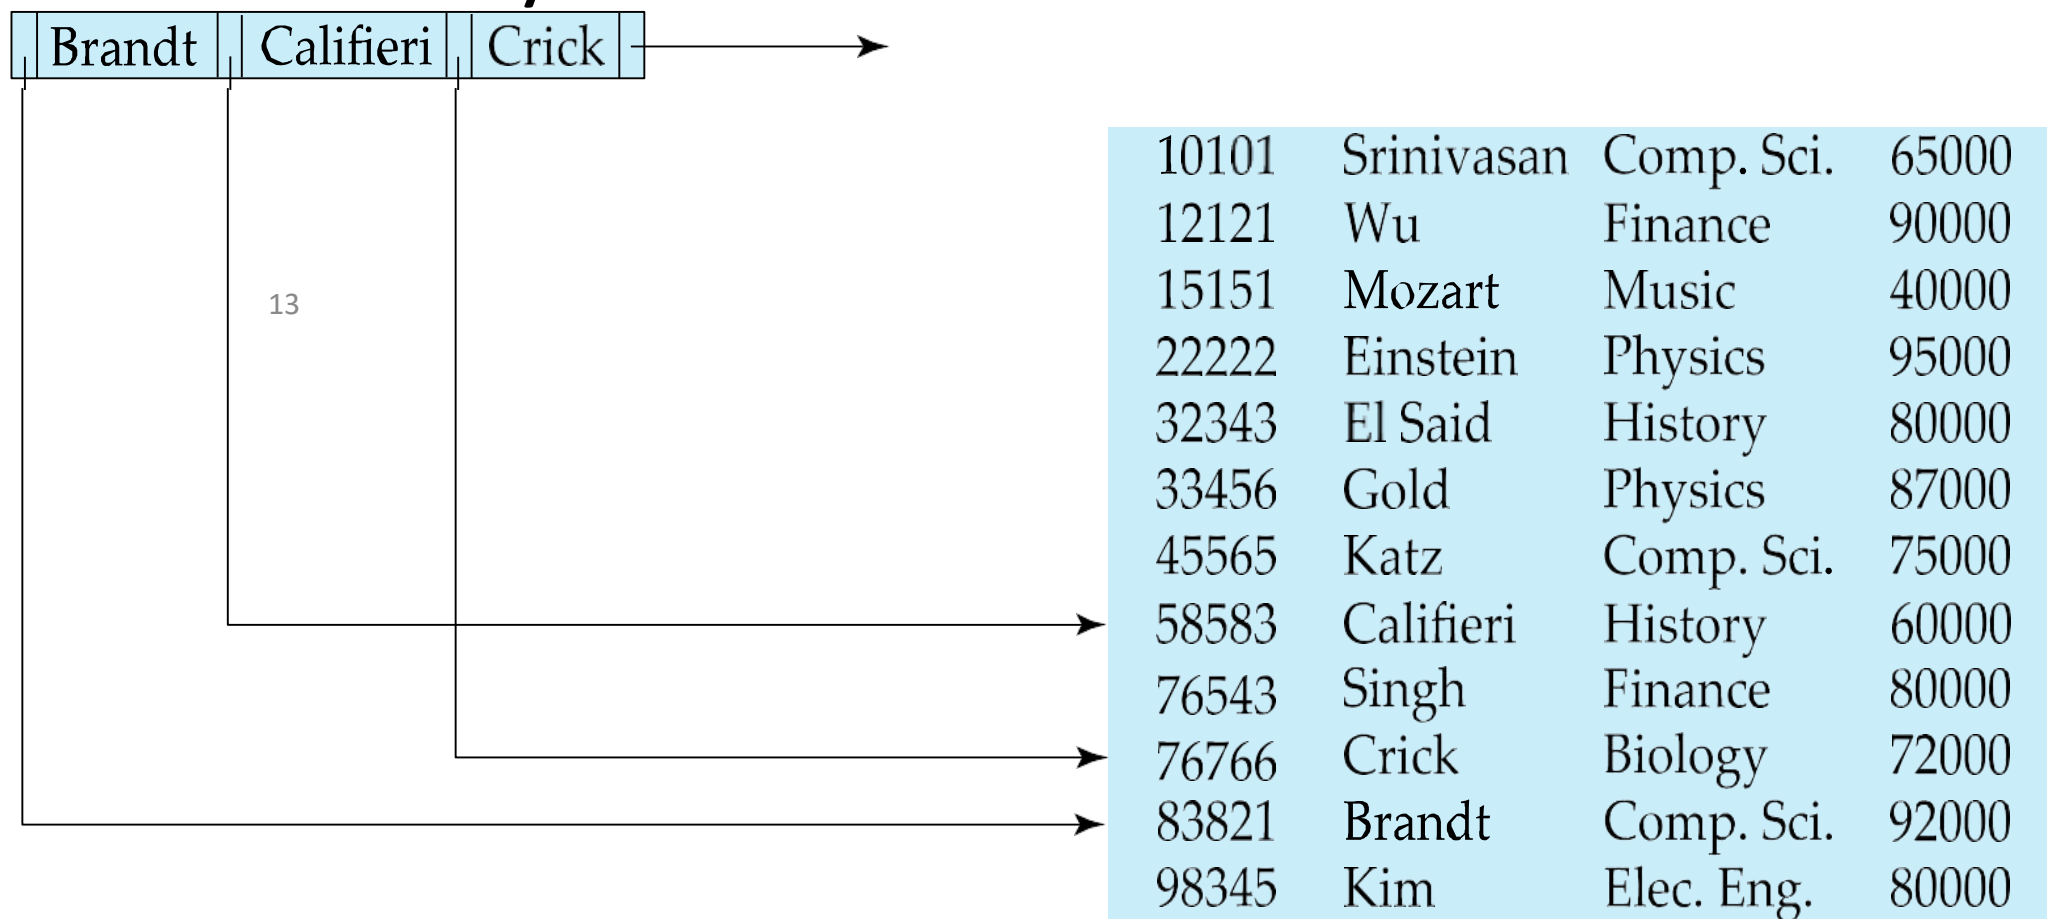 Brandt Califieri Crick
10101 Srinivasan Comp. Sci. 65000
12121 Wu Finance 90000
13
15151 Mozart Music 40000
22222 Einstein Physics 95000
32343 El Said History 80000
33456 Gold Physics 87000
45565 Katz Comp. Sci. 75000
58583 Califieri History 60000
76543 Singh Finance 80000
76766 Crick Biology 72000
83821 Brandt Comp. Sci. 92000
98345 Kim Elec. Eng. 80000